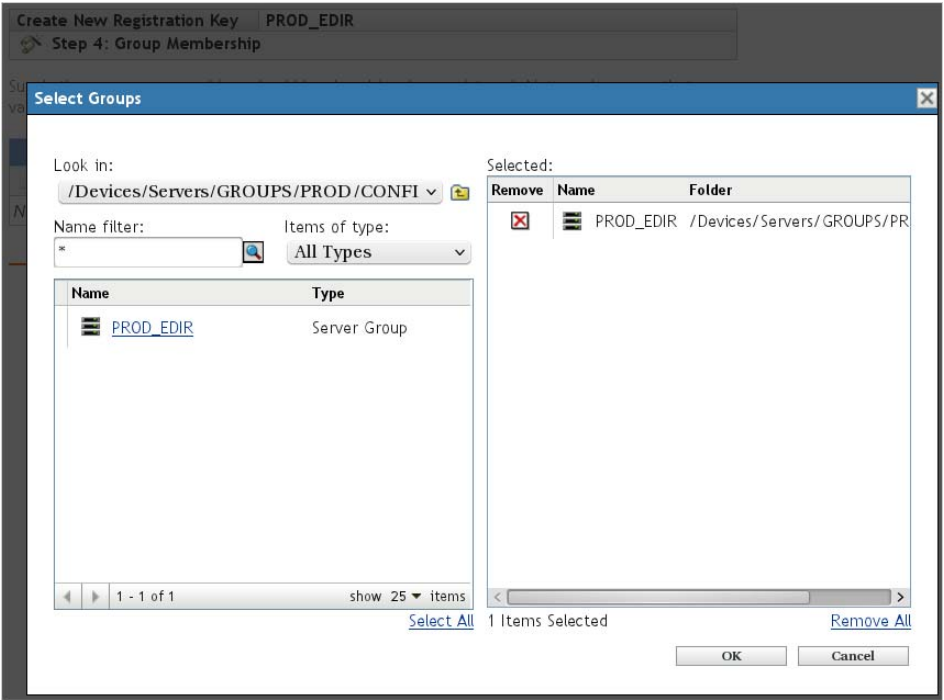 Create New Registration Key PROD_EDIR
Step 4: Group Membership
Select Groups
Look in:
/Devices/Servers/GROUPS/PROD/CONFI
Name filter:
Items of type:
*
All Types
Name Type
PROD_EDIR Server Group
1 - 1 of 1 show 25 items
Select All
Selected:
Remove Name Folder
PROD_EDIR /Devices/Servers/GROUPS/PR
1 Items Selected
Remove All
OK
Cancel